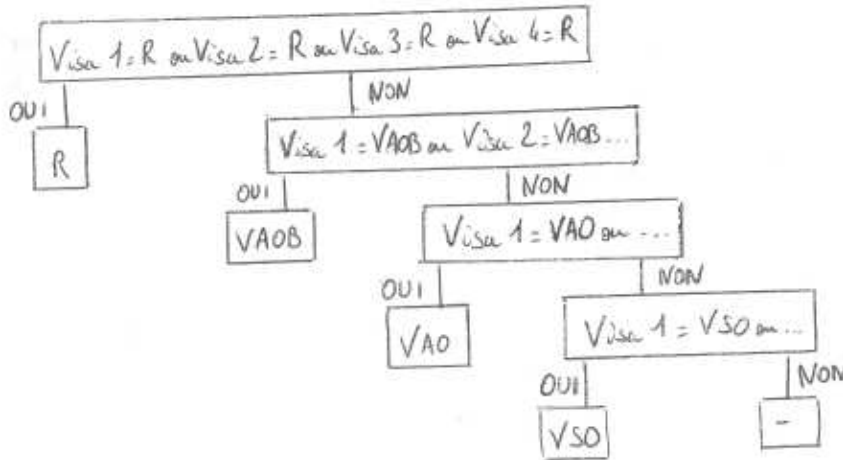 Visa 1 = R ou Visa 2 = R ou Visa 3 = R ou Visa 4 = R
OUI
NON
R
Visa 1 = VAOB ou Visa 2 = VAOB ...
OUI
NON
VAOB
Visa 1 = VAO ou ...
OUI
NON
VAO
Visa 1 = VSO ou ...
OUI
NON
VSO
-